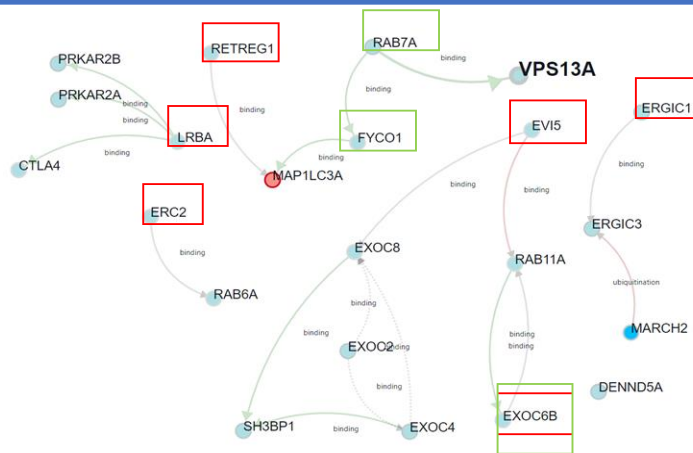 PRKAR2B
RETREG1
RAB7A
binding
VPS13A
PRKAR2A
binding
binding
binding
binding
ERGIC1
LRBA
EVI5
FYCO1
binding
binding
CTLA4
MAP1LC3A
binding
binding
binding
ERC2
ERGIC3
EXOC8
binding
RAB11A
ubiquitination
RAB6A
binding
binding
binding
binding
MARCH2
EXOC2
binding
binding
DENND5A
EXOC6B
SH3BP1
binding
EXOC4